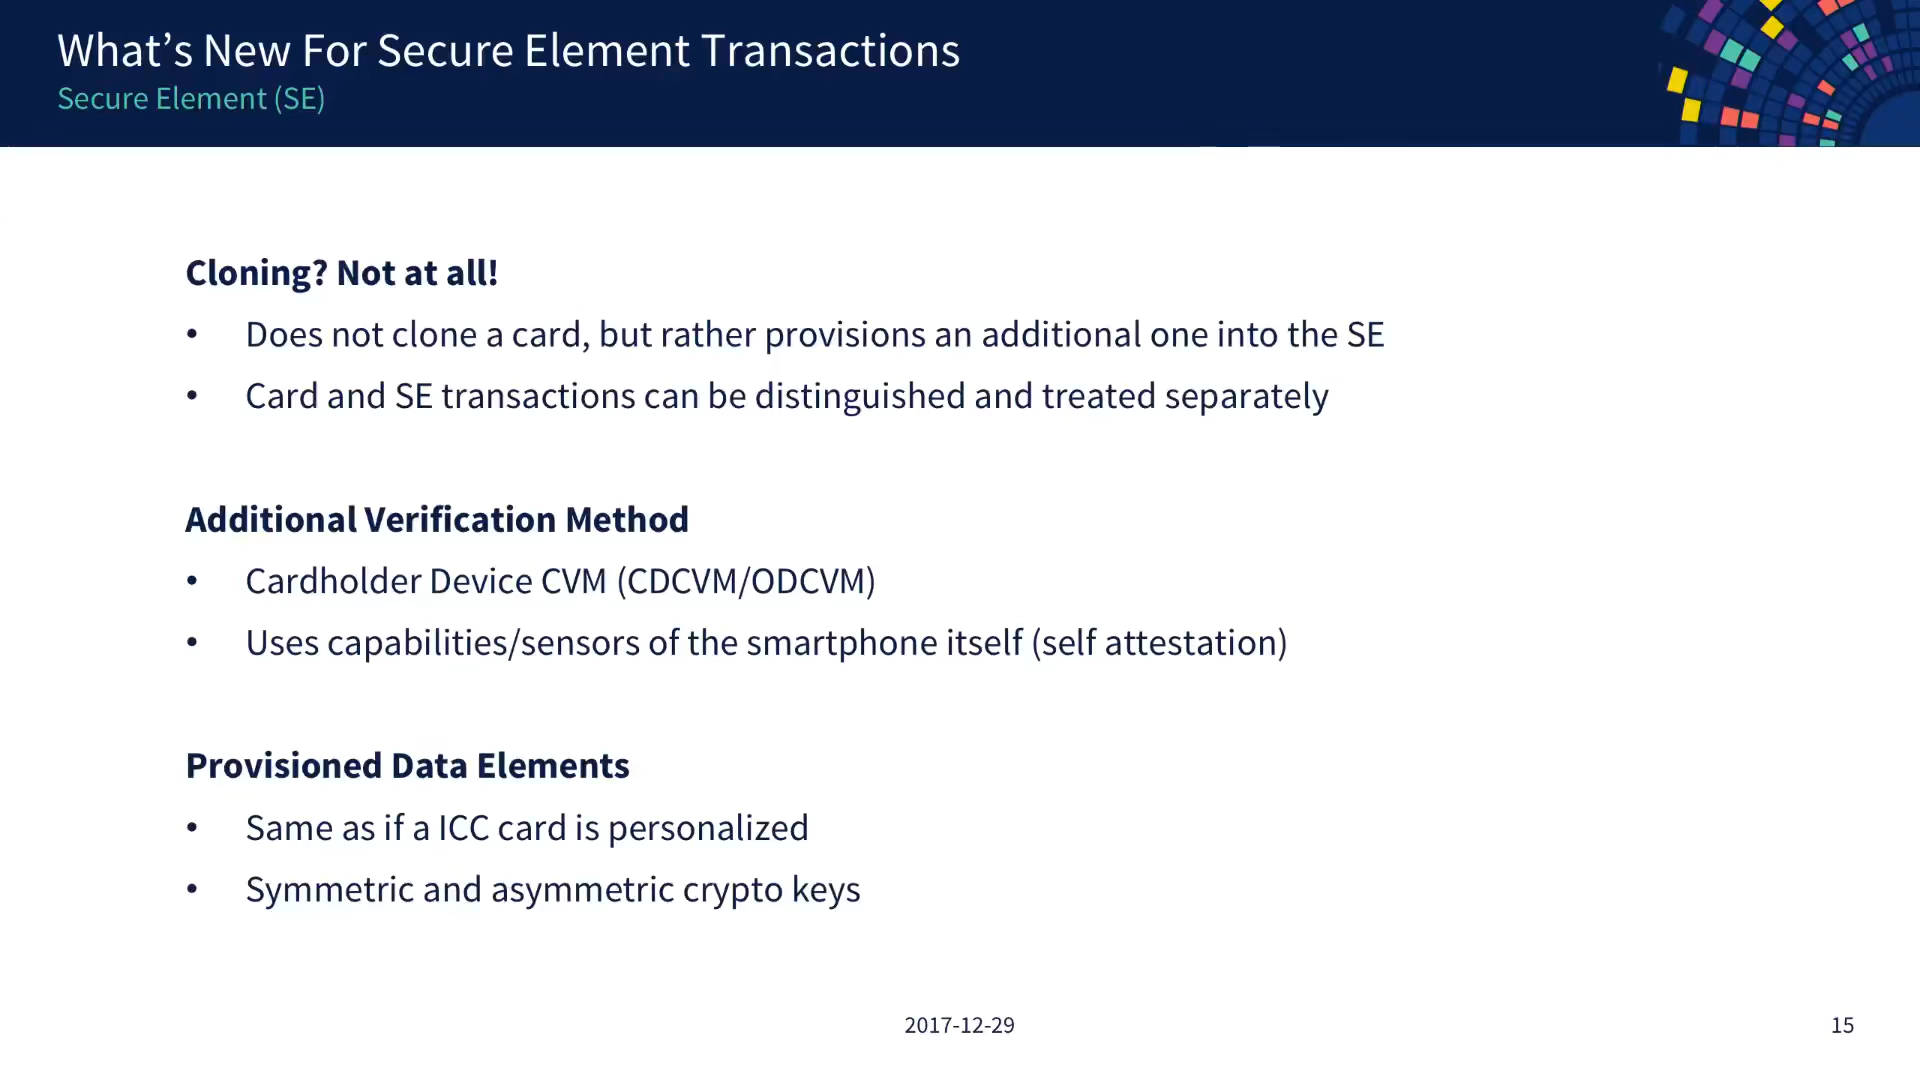 What’s New For Secure Element Transactions
Secure Element (SE)
Cloning? Not at all!
• Does not clone a card, but rather provisions an additional one into the SE
• Card and SE transactions can be distinguished and treated separately
Additional Verification Method
• Cardholder Device CVM (CDCVM/ODCVM)
• Uses capabilities/sensors of the smartphone itself (self attestation)
Provisioned Data Elements
• Same as if a ICC card is personalized
• Symmetric and asymmetric crypto keys
2017-12-29
15